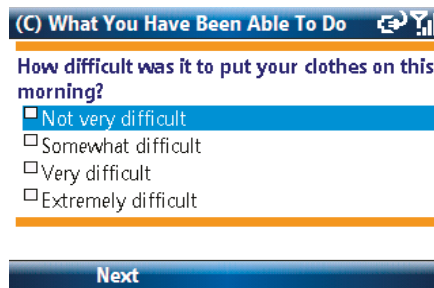 (C) What You Have Been Able To Do
How difficult was it to put your clothes on this
morning?
Not very difficult
Somewhat difficult
Very difficult
Extremely difficult
Next